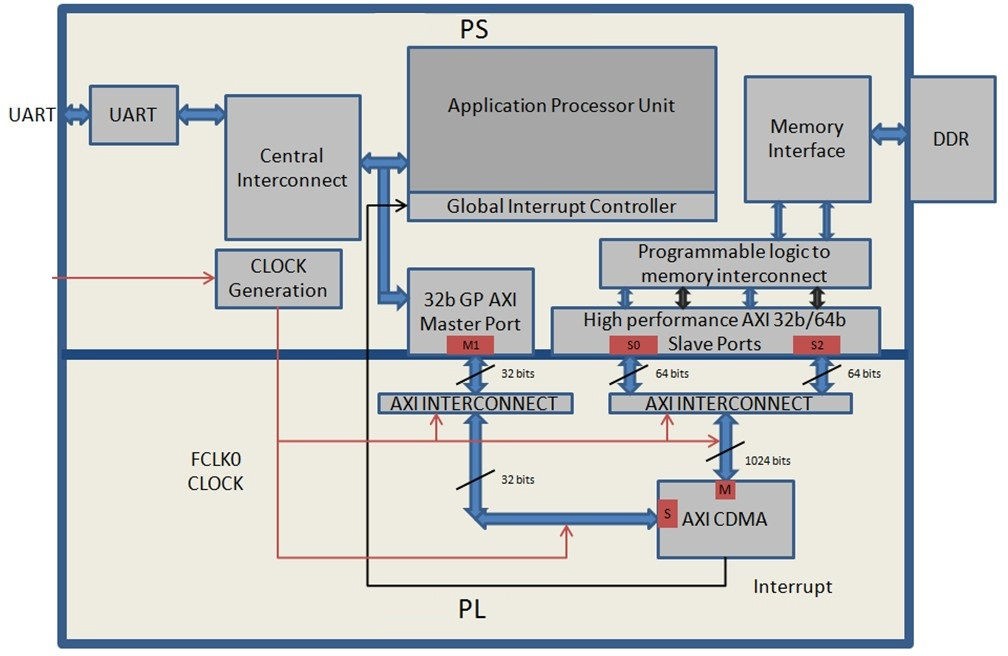 PS
UART
UART
Central
Interconnect
Application Processor Unit
Global Interrupt Controller
Memory
Interface
DDR
CLOCK
Generation
32b GP AXI
Master Port
M1
Programmable logic to
memory interconnect
High performance AXI 32b/64b
Slave Ports
S0
S2
32 bits
64 bits
64 bits
AXI INTERCONNECT
AXI INTERCONNECT
FCLK0
CLOCK
32 bits
1024 bits
M
S
AXI CDMA
Interrupt
PL